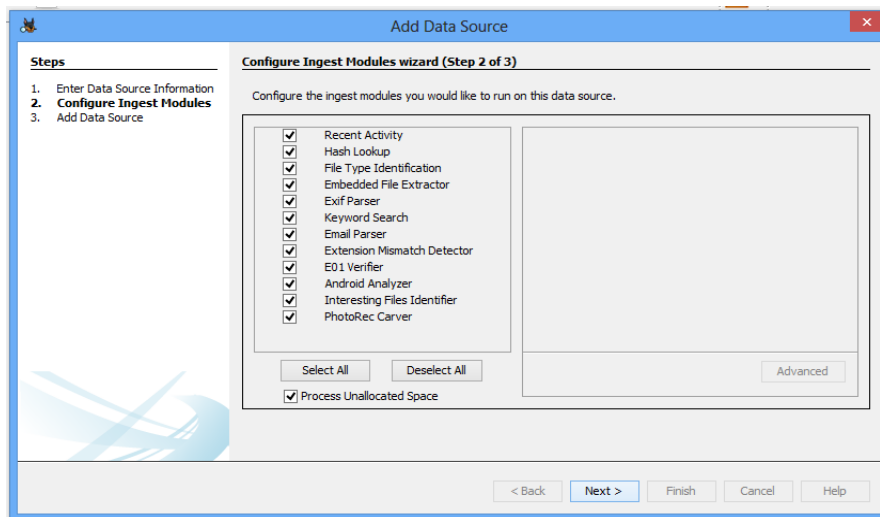 Add Data Source
Steps
1. Enter Data Source Information
2. Configure Ingest Modules
3. Add Data Source
Configure Ingest Modules wizard (Step 2 of 3)
Configure the ingest modules you would like to run on this data source.
Recent Activity
Hash Lookup
File Type Identification
Embedded File Extractor
Exif Parser
Keyword Search
Email Parser
Extension Mismatch Detector
E01 Verifier
Android Analyzer
Interesting Files Identifier
PhotoRec Carver
Select All Deselect All
Advanced
Process Unallocated Space
< Back Next > Finish Cancel Help